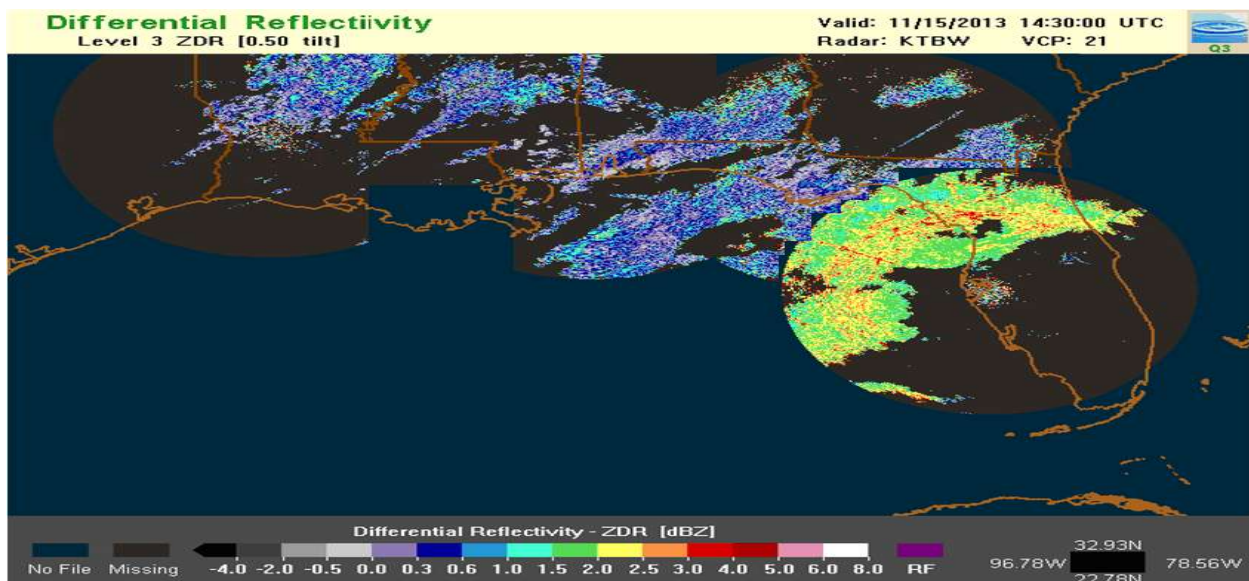 Differential Reflectiivity
Level 3 ZDR [0.50 tilt]
Valid: 11/15/2013 14:30:00 UTC
Radar: KTBW VCP: 21
Q3
Differential Reflectivity - ZDR [dBZ]
No File Missing -4.0 -2.0 -0.5 0.0 0.3 0.6 1.0 1.5 2.0 2.5 3.0 4.0 5.0 6.0 8.0 RF
32.93N
96.78W 78.56W
22.78N